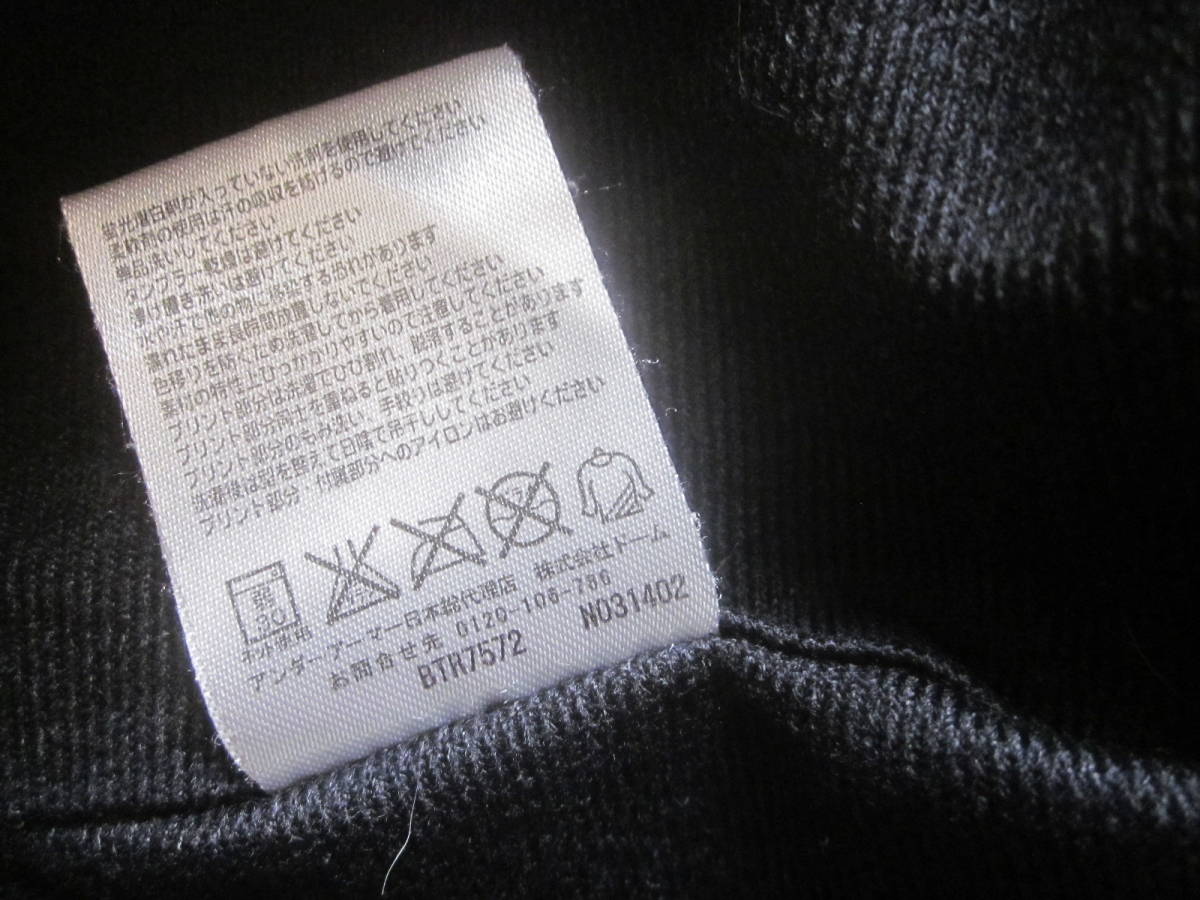 蛍光増白剤が入っていない洗剤を使用してください
柔軟剤の使用は汗の吸収を妨げるので避けてください
単品洗いしてください
タンブラー乾燥は避けてください
漬け置き洗いは避けてください
水や汗で他の物に移染するおそれがあります
濡れたまま長時間放置しないでください
色移りを防ぐため洗濯してから着用してください
素材の特性上ひっかかりやすいので注意してください
プリント部分は洗濯でひび割れ、脱落することがあります
プリント部分同士を重ねると貼りつくことがあります
プリント部分のもみ洗い、手絞りは避けてください
洗濯後は型を整えて日陰で吊干ししてください
プリント部分・付属部分へのアイロンはお避けください
弱
30
ネット使用
アンダーアーマー日本総代理店 株式会社ドーム
お問合せ先 0120-106-786
BTR7572 N031402